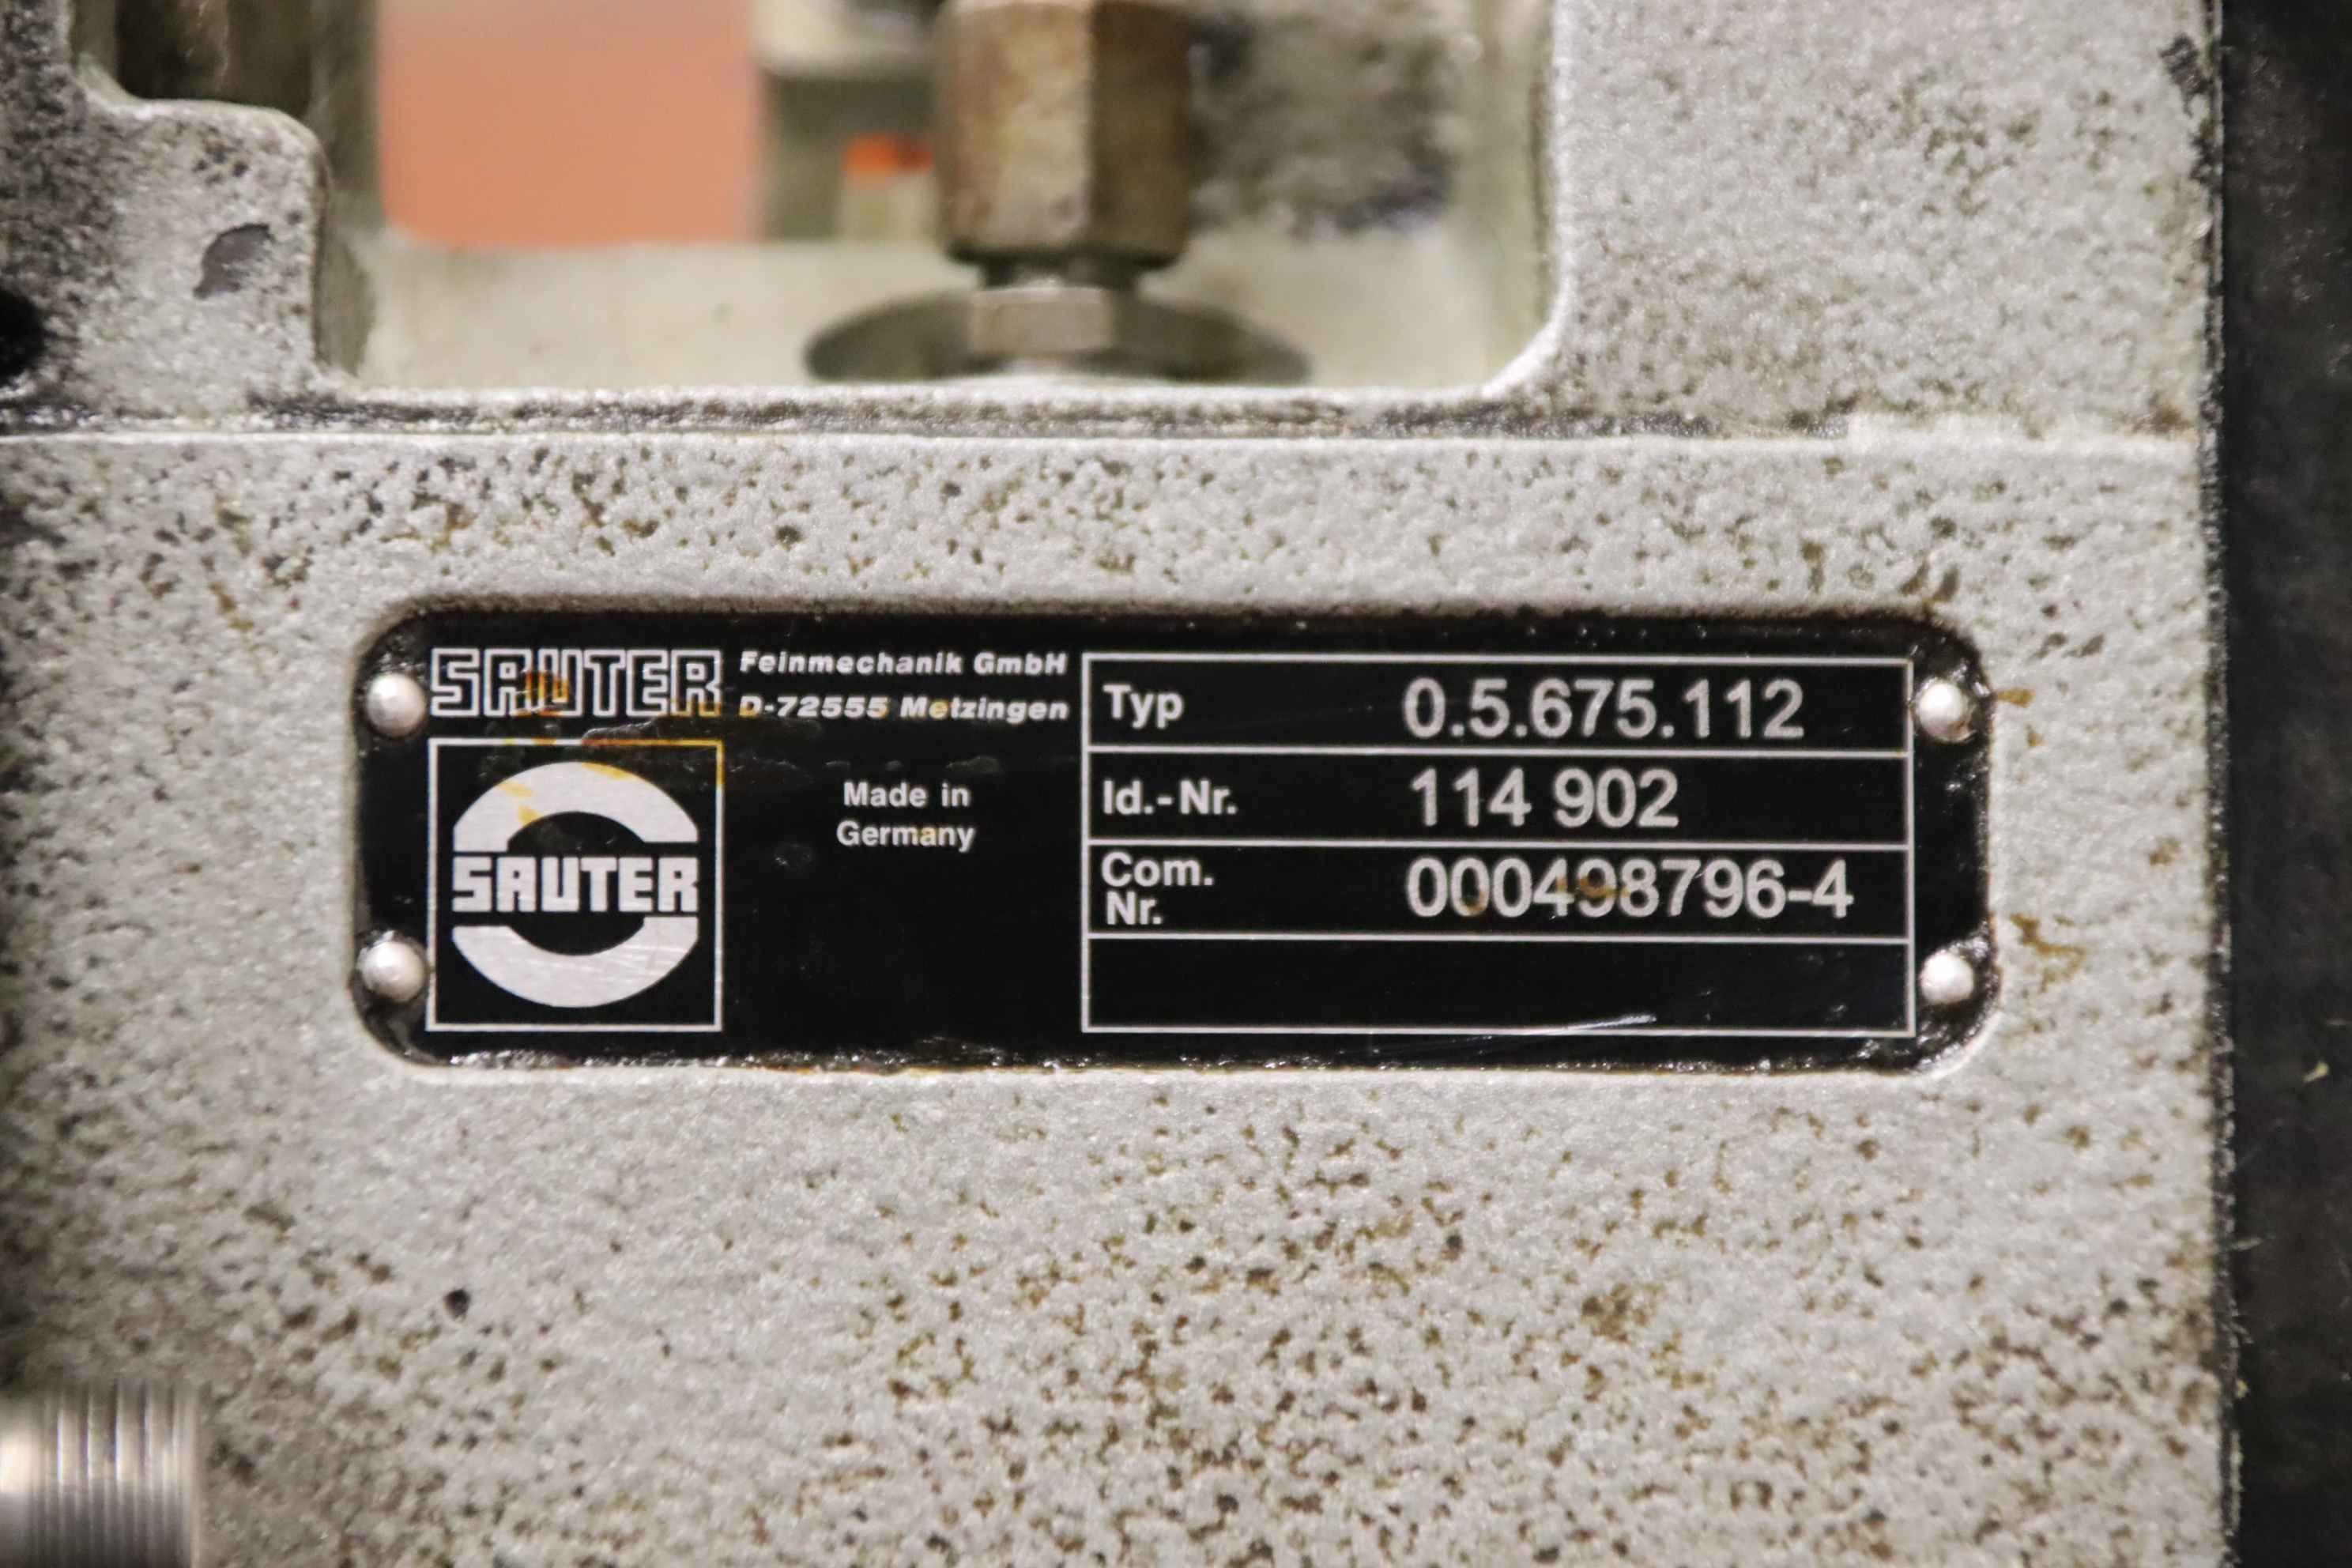 SAUTER Feinmechanik GmbH
D-72555 Metzingen
SAUTER
Made in
Germany
Typ 0.5.675.112
Id.-Nr. 114 902
Com.
Nr. 000498796-4